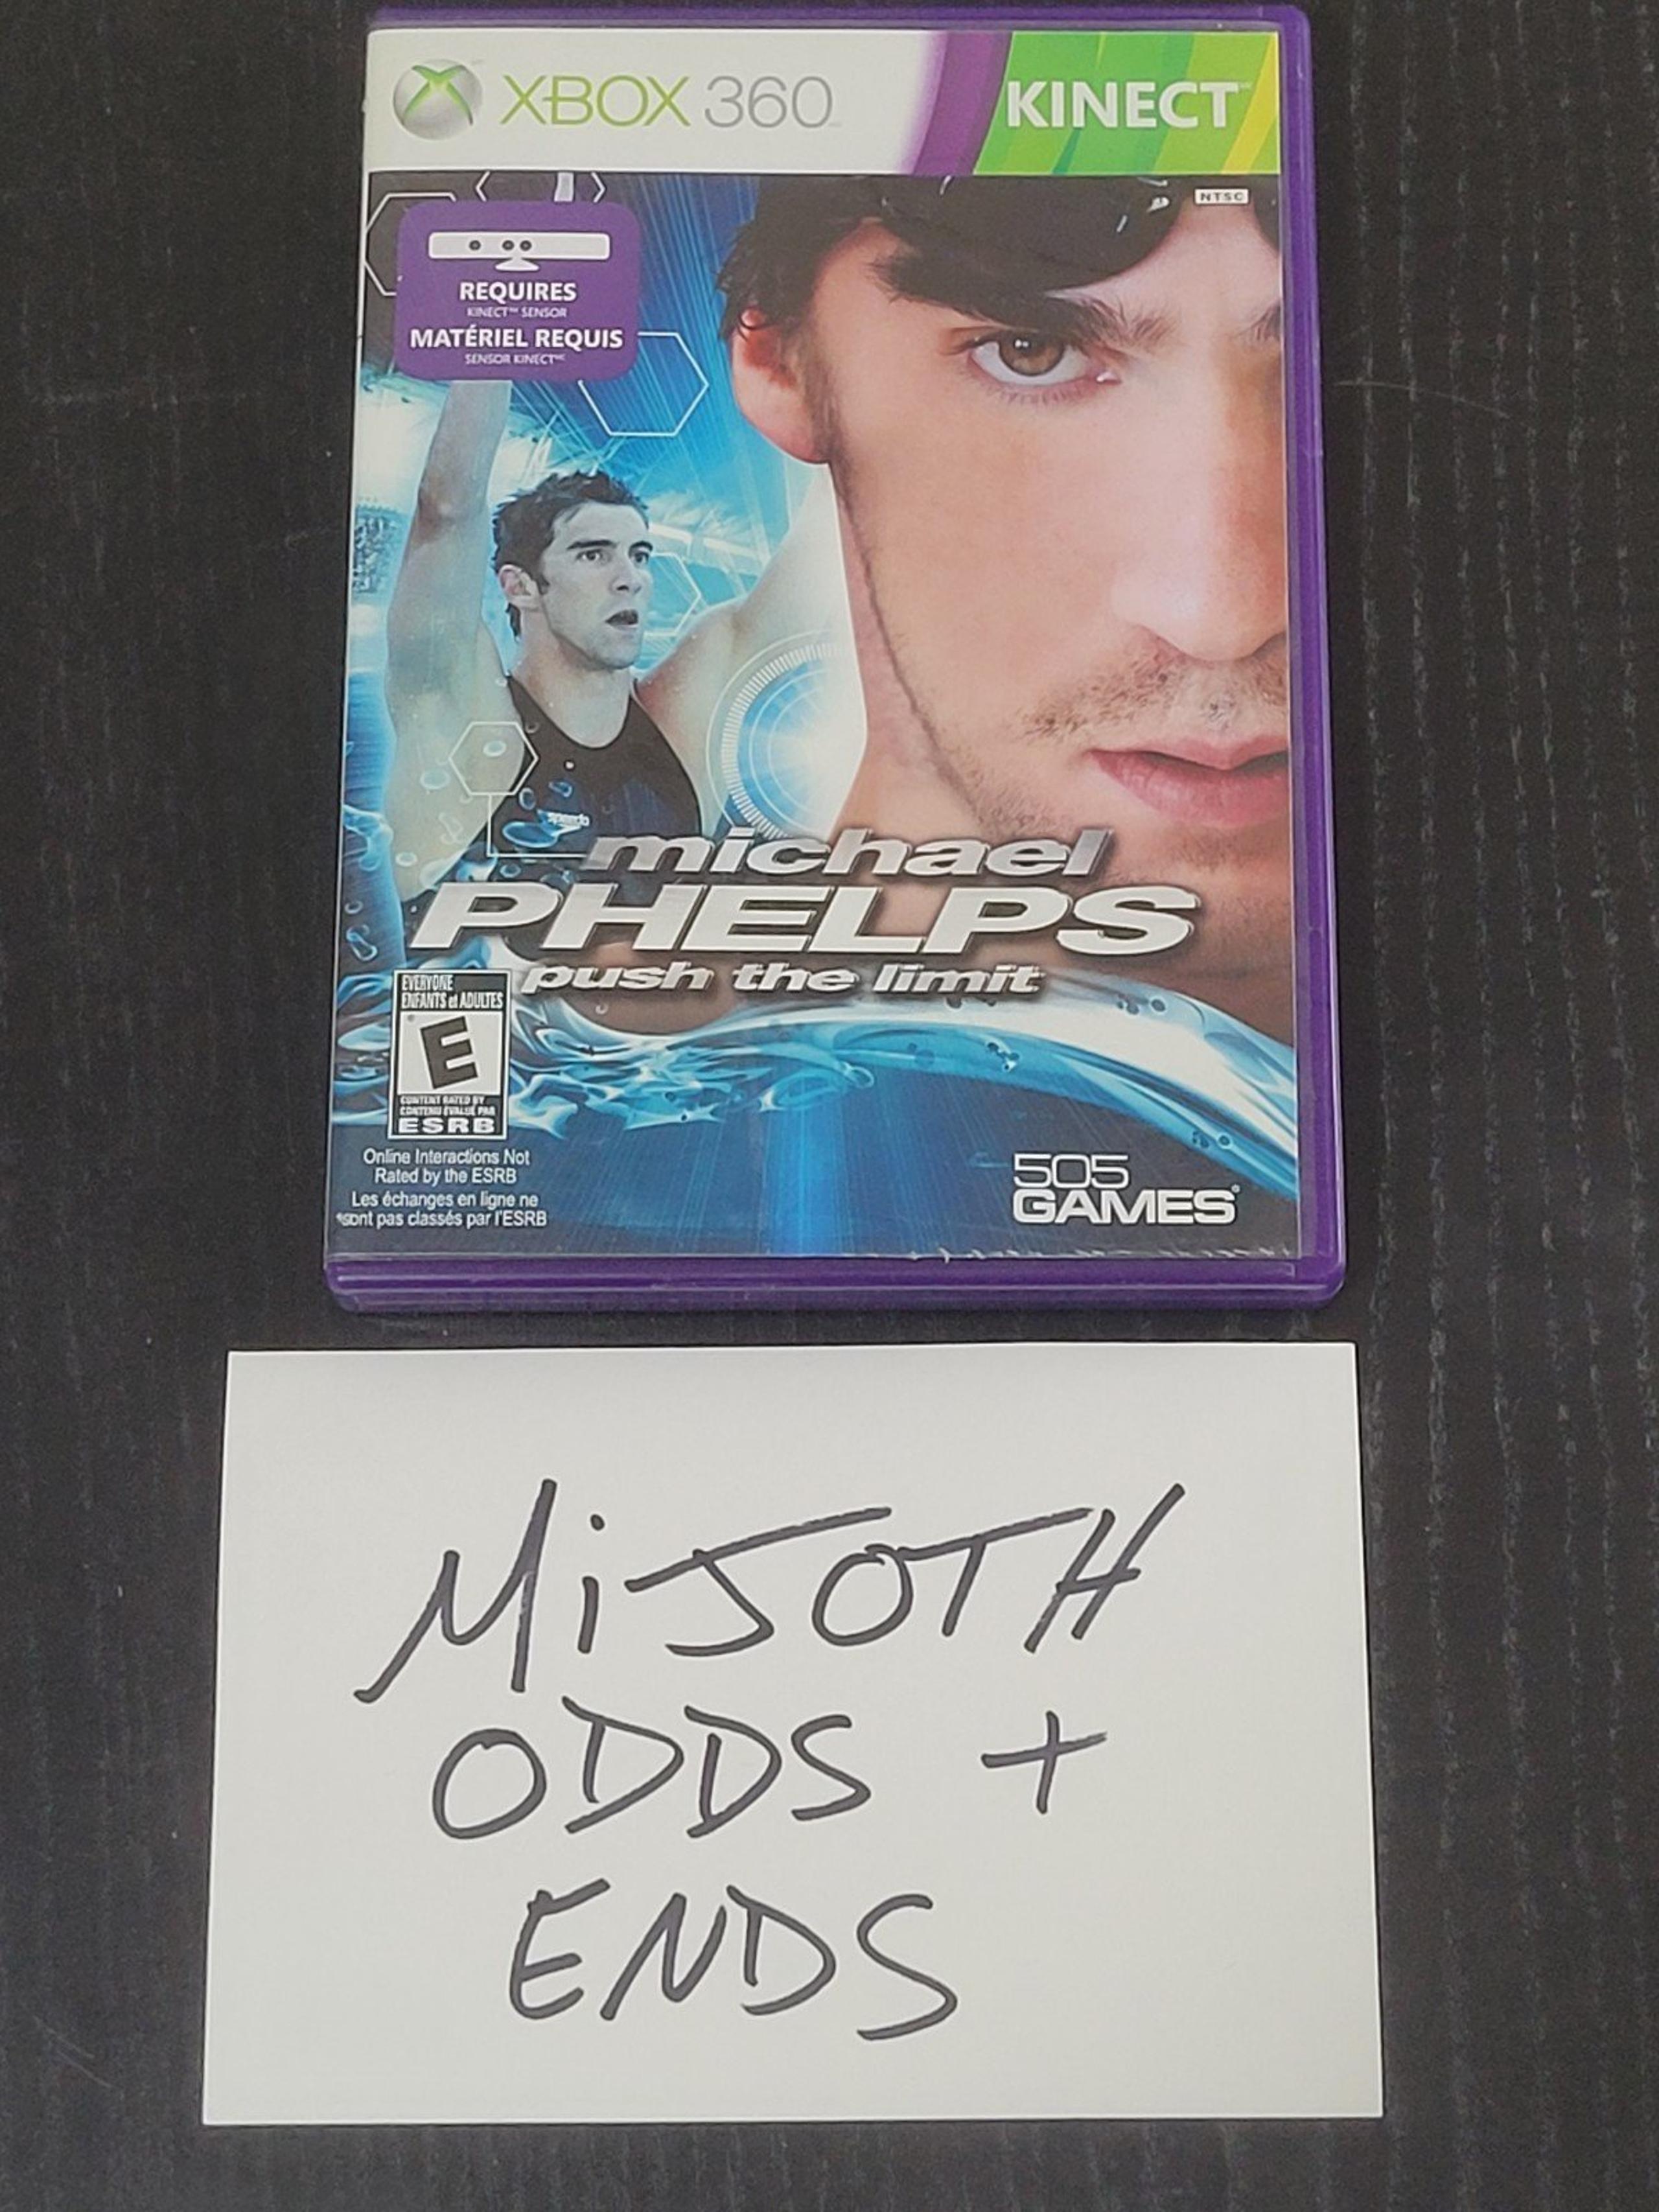 XBOX 360
KINECT
NTSC
REQUIRES
KINECT™ SENSOR
MATÉRIEL REQUIS
SENSOR KINECT™ᶜ
speedo
michael
PHELPS
push the limit
EVERYONE
ENFANTS et ADULTES
E
CONTENT RATED BY
CONTENU ÉVALUÉ PAR
ESRB
Online Interactions Not
Rated by the ESRB
Les échanges en ligne ne
sont pas classés par l'ESRB
505
GAMES®
MiJOTH
ODDS +
ENDS